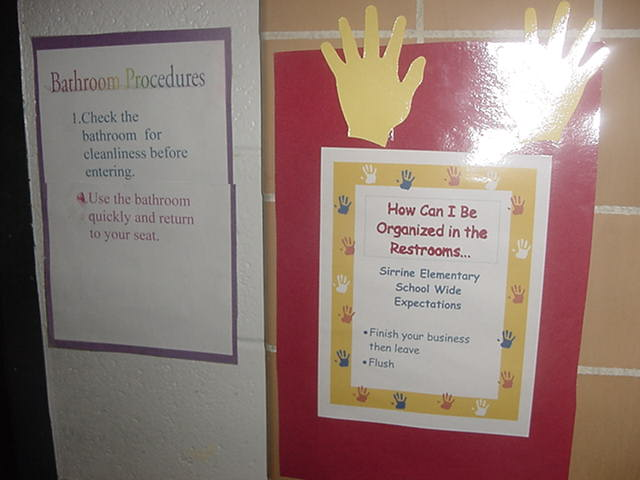 Bathroom Procedures
1.Check the
bathroom for
cleanliness before
entering.
Use the bathroom
quickly and return
to your seat.
How Can I Be
Organized in the
Restrooms...
Sirrine Elementary
School Wide
Expectations
• Finish your business
then leave
• Flush